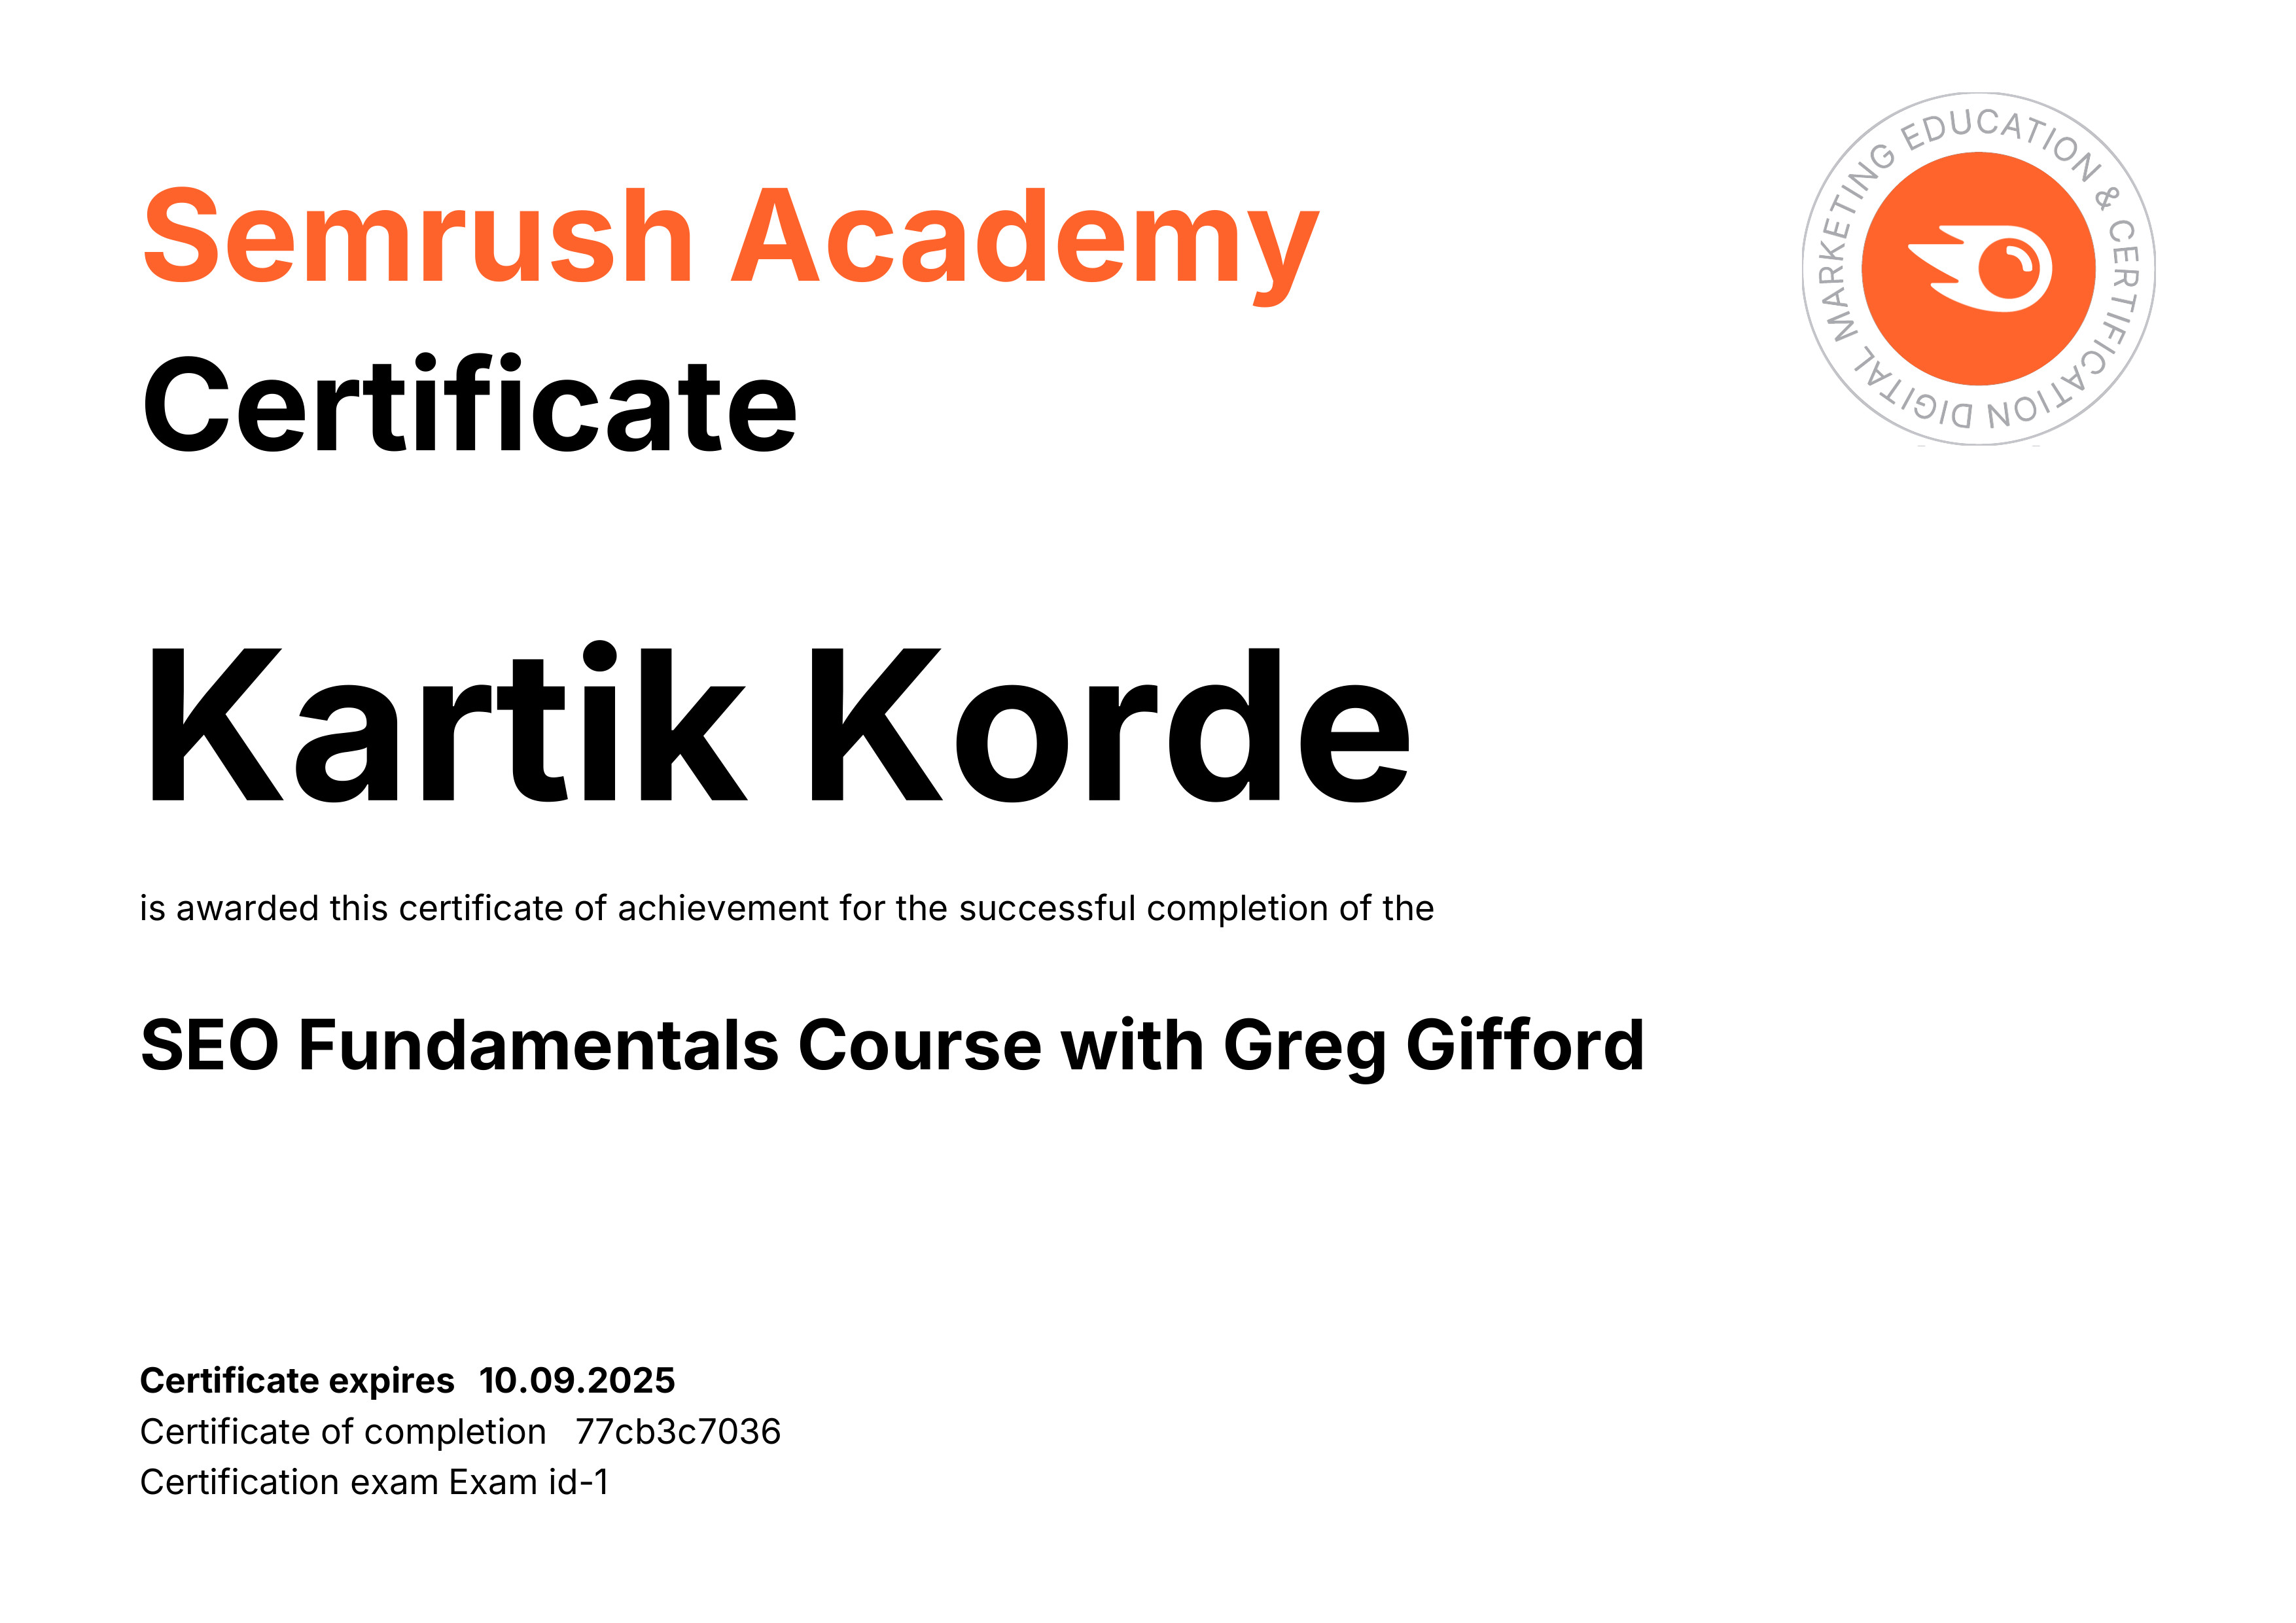 Semrush Academy
Certificate
DIGITAL MARKETING EDUCATION & CERTIFICATION
Kartik Korde
is awarded this certificate of achievement for the successful completion of the
SEO Fundamentals Course with Greg Gifford
Certificate expires 10.09.2025
Certificate of completion 77cb3c7036
Certification exam Exam id-1